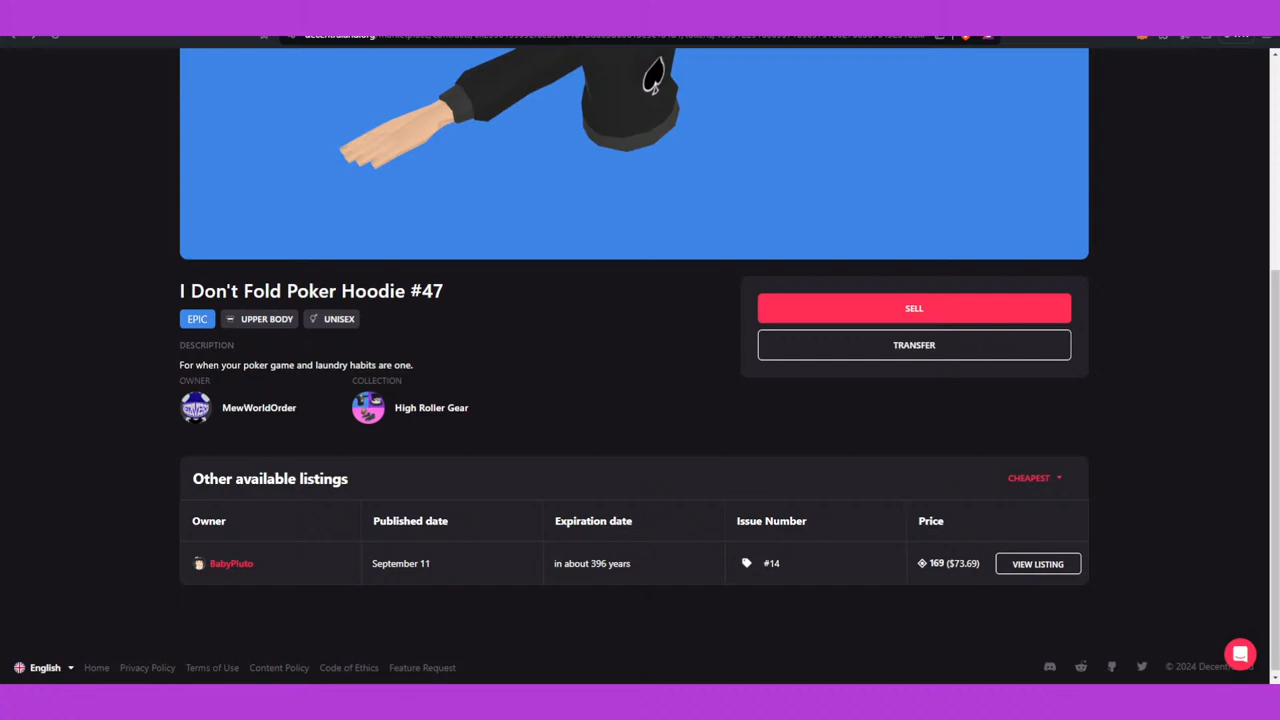 I Don't Fold Poker Hoodie #47
EPIC UPPER BODY UNISEX
DESCRIPTION
For when your poker game and laundry habits are one.
OWNER COLLECTION
MewWorldOrder High Roller Gear
SELL
TRANSFER
Other available listings CHEAPEST
Owner Published date Expiration date Issue Number Price
BabyPluto September 11 in about 396 years #14 169 ($73.69) VIEW LISTING
English Home Privacy Policy Terms of Use Content Policy Code of Ethics Feature Request © 2024